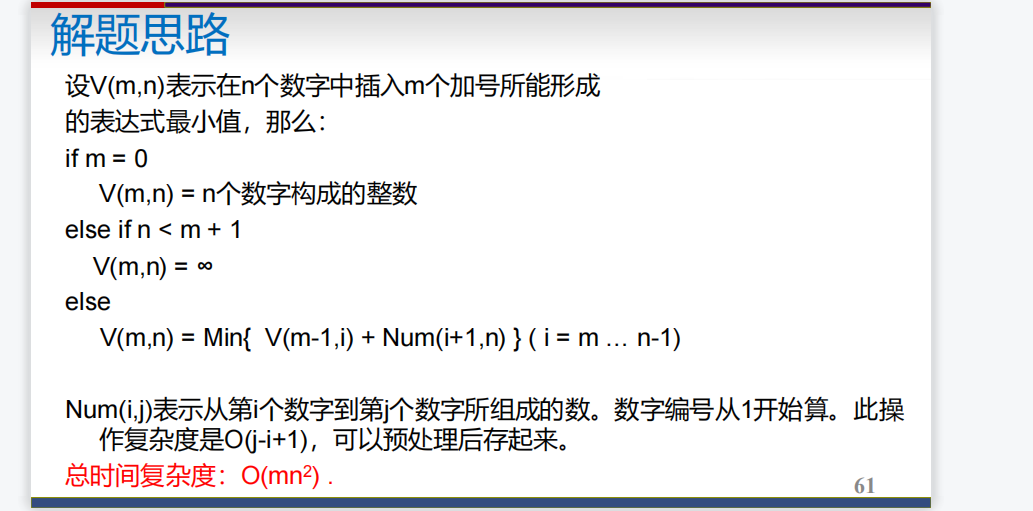 解题思路
设V(m,n)表示在n个数字中插入m个加号所能形成
的表达式最小值，那么：
if m = 0
V(m,n) = n个数字构成的整数
else if n < m + 1
V(m,n) = ∞
else
V(m,n) = Min{ V(m-1,i) + Num(i+1,n) } ( i = m … n-1)
Num(i,j)表示从第i个数字到第j个数字所组成的数。数字编号从1开始算。此操
作复杂度是O(j-i+1)，可以预处理后存起来。
总时间复杂度：O(mn²) .
61